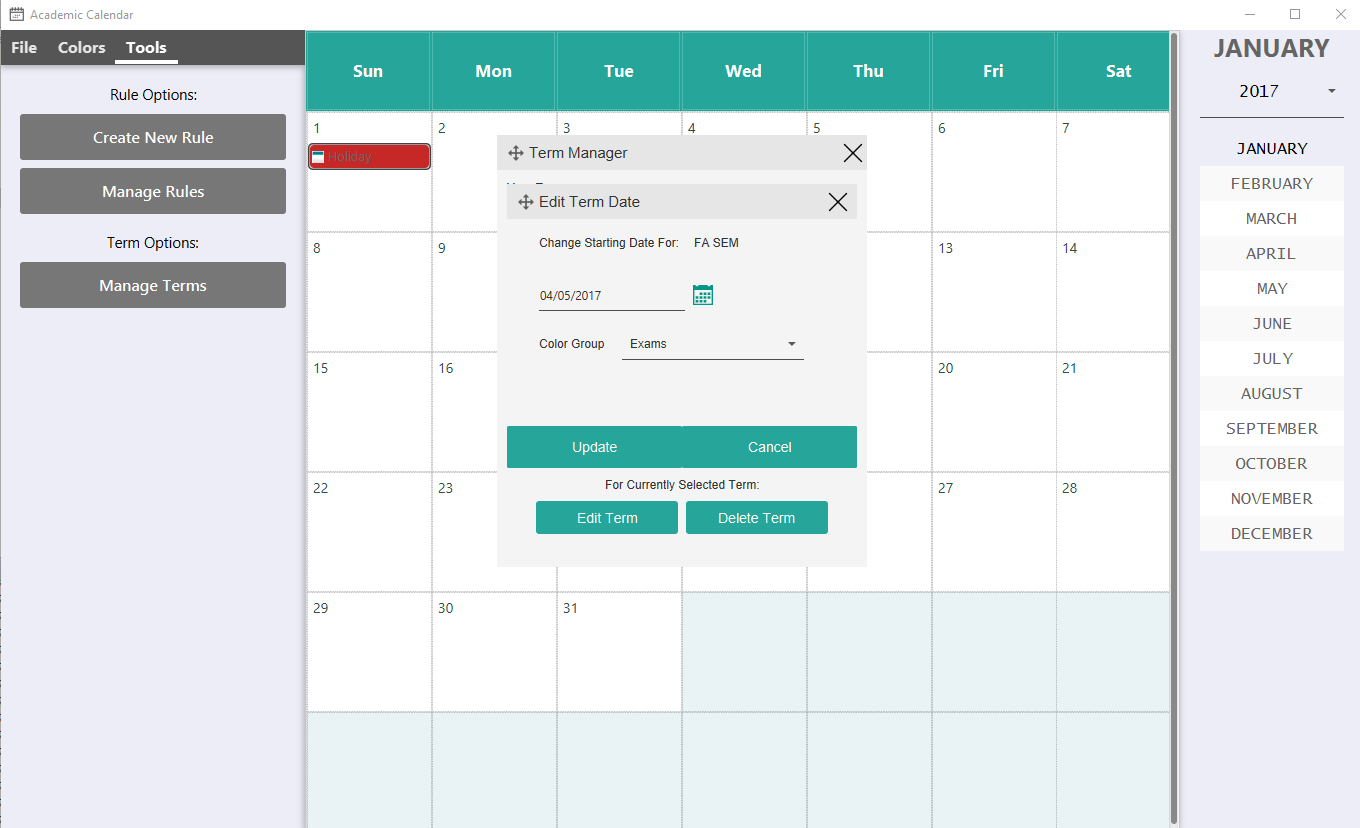 Academic Calendar
File Colors Tools
Rule Options:
Create New Rule
Manage Rules
Term Options:
Manage Terms
Sun Mon Tue Wed Thu Fri Sat
1 2 3 4 5 6 7
Holiday
8 9 13 14
15 16 20 21
22 23 27 28
29 30 31
Term Manager
Edit Term Date
Change Starting Date For: FA SEM
04/05/2017
Color Group Exams
Update Cancel
For Currently Selected Term:
Edit Term Delete Term
JANUARY
2017
JANUARY
FEBRUARY
MARCH
APRIL
MAY
JUNE
JULY
AUGUST
SEPTEMBER
OCTOBER
NOVEMBER
DECEMBER